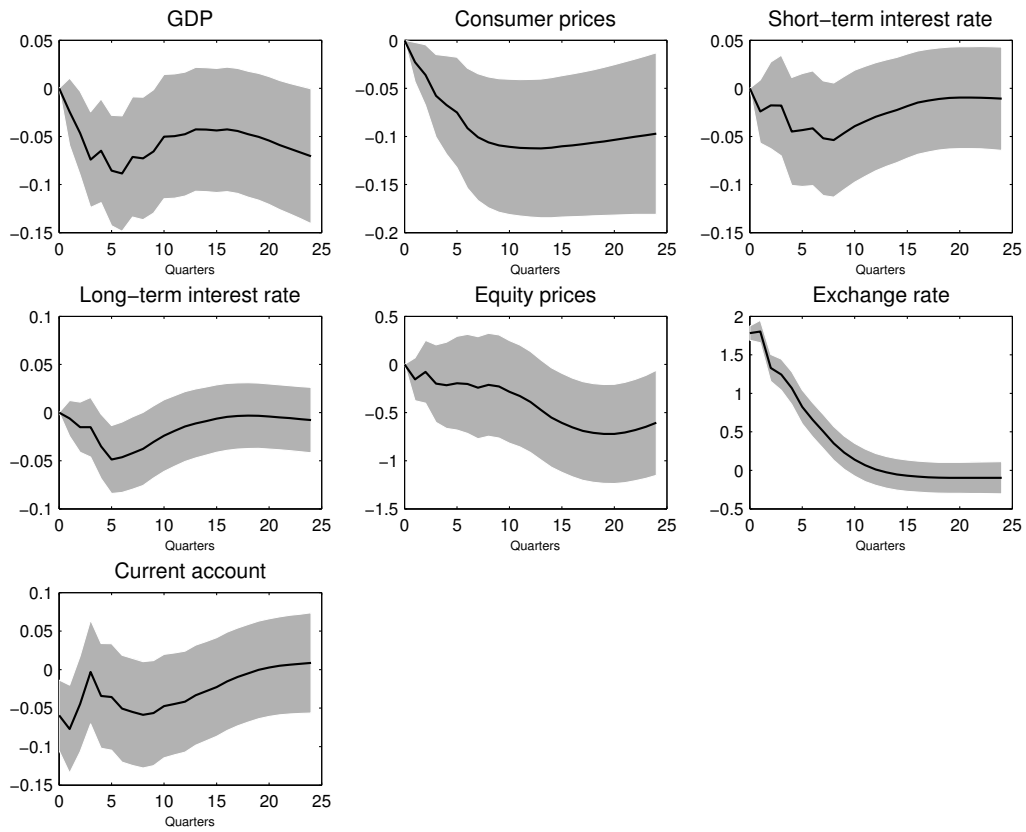 GDP
0.05
0
−0.05
−0.1
−0.15
0 5 10 15 20 25
Quarters
Consumer prices
0
−0.05
−0.1
−0.15
−0.2
0 5 10 15 20 25
Quarters
Short−term interest rate
0.05
0
−0.05
−0.1
−0.15
0 5 10 15 20 25
Quarters
Long−term interest rate
0.1
0.05
0
−0.05
−0.1
0 5 10 15 20 25
Quarters
Equity prices
0.5
0
−0.5
−1
−1.5
0 5 10 15 20 25
Quarters
Exchange rate
2
1.5
1
0.5
0
−0.5
0 5 10 15 20 25
Quarters
Current account
0.1
0.05
0
−0.05
−0.1
−0.15
0 5 10 15 20 25
Quarters